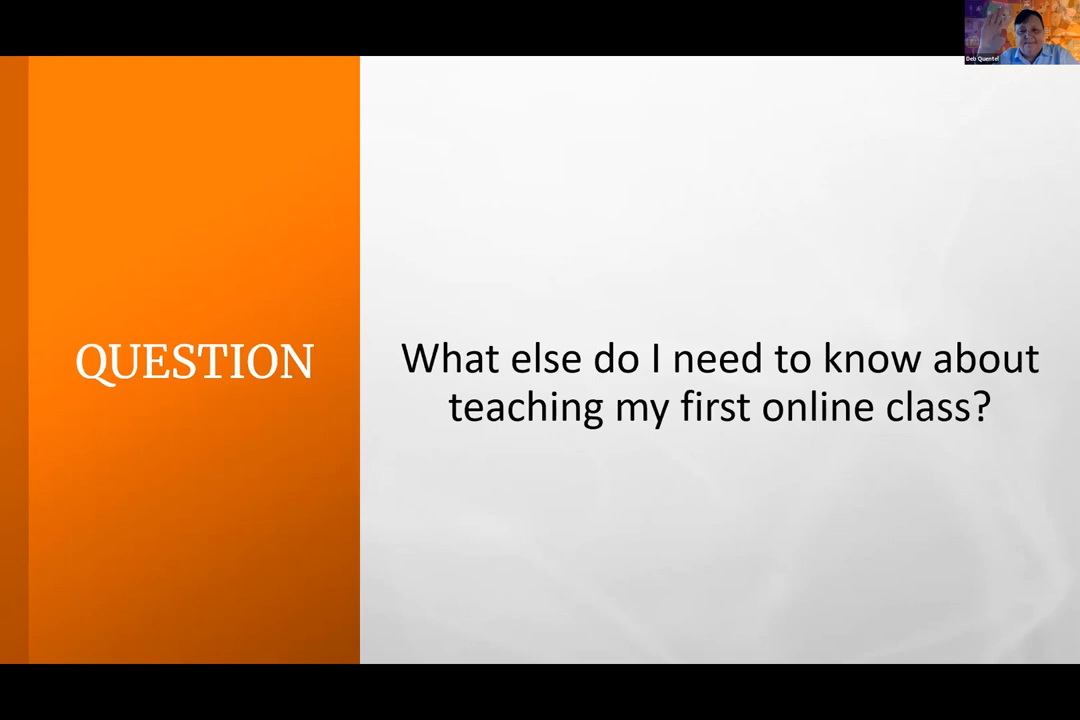 Deb Quentel
QUESTION
What else do I need to know about
teaching my first online class?